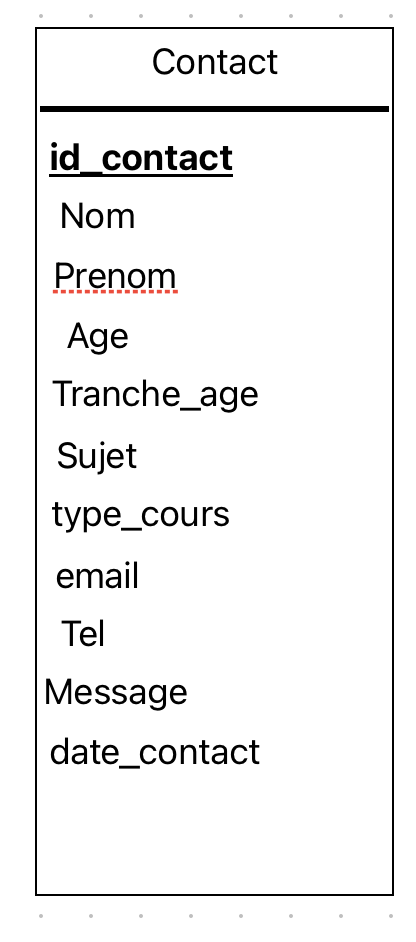 Contact
id_contact
Nom
Prenom
Age
Tranche_age
Sujet
type_cours
email
Tel
Message
date_contact